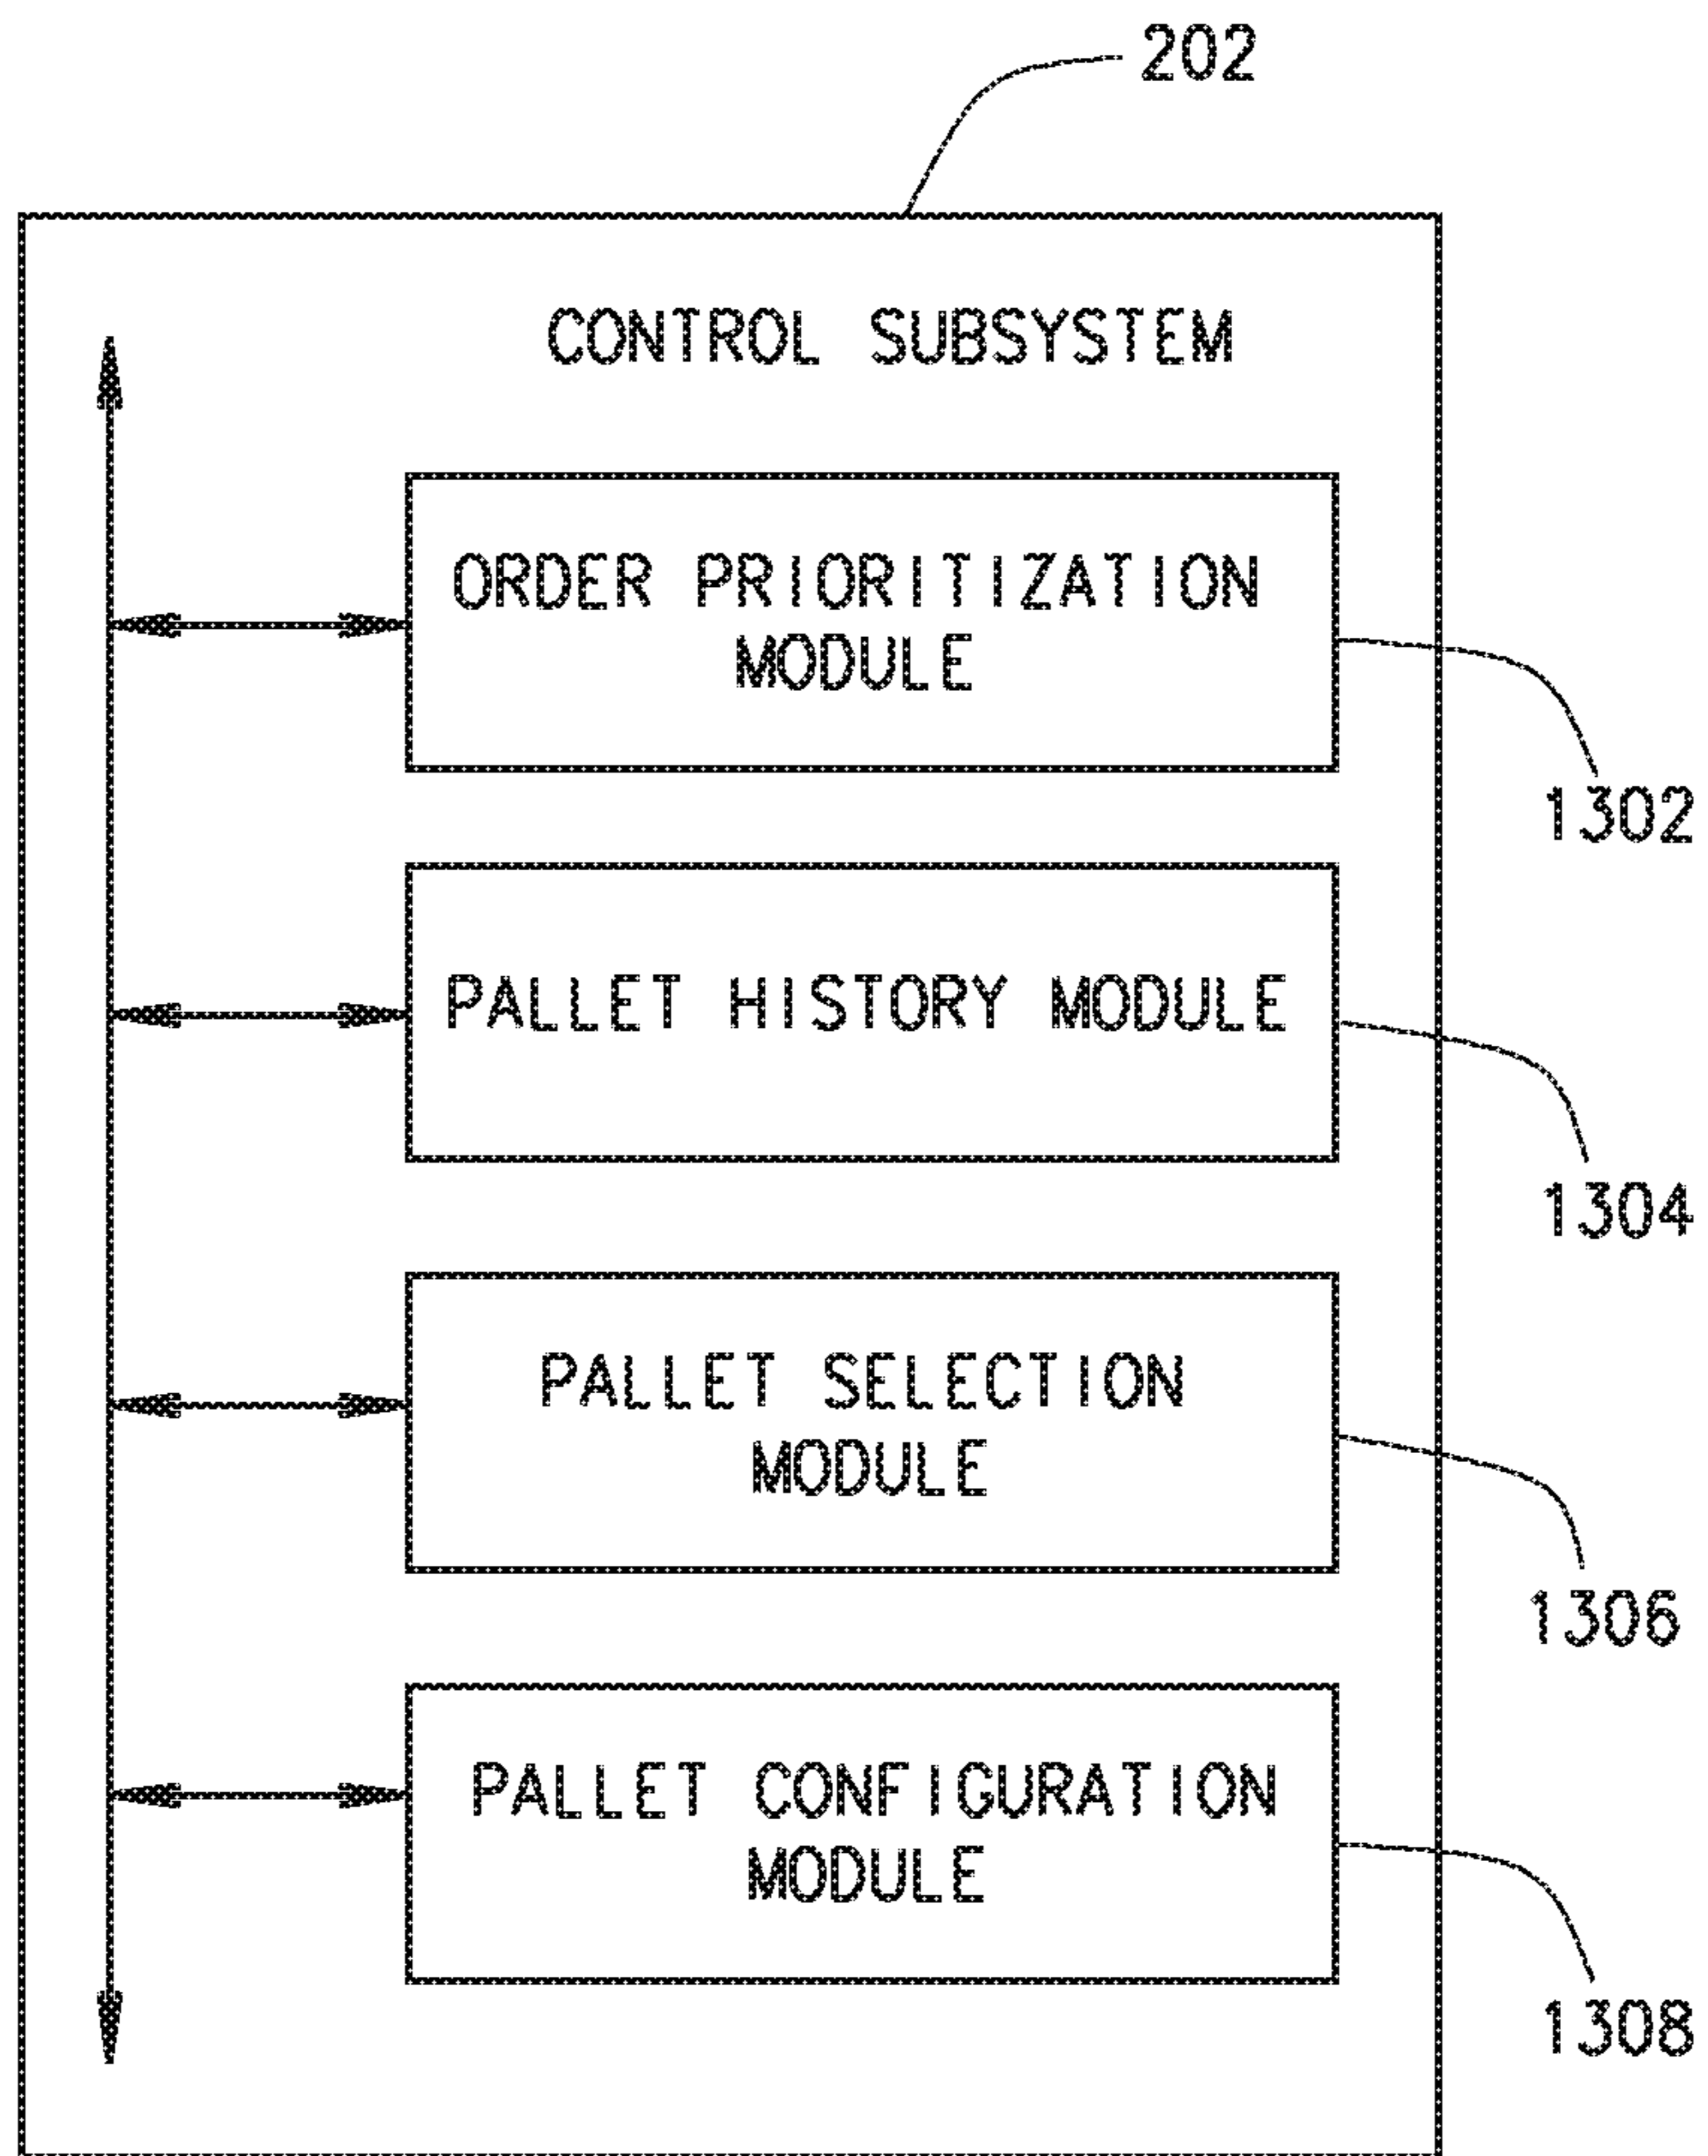 202
CONTROL SUBSYSTEM
ORDER PRIORITIZATION
MODULE
1302
PALLET HISTORY MODULE
1304
PALLET SELECTION
MODULE
1306
PALLET CONFIGURATION
MODULE
1308